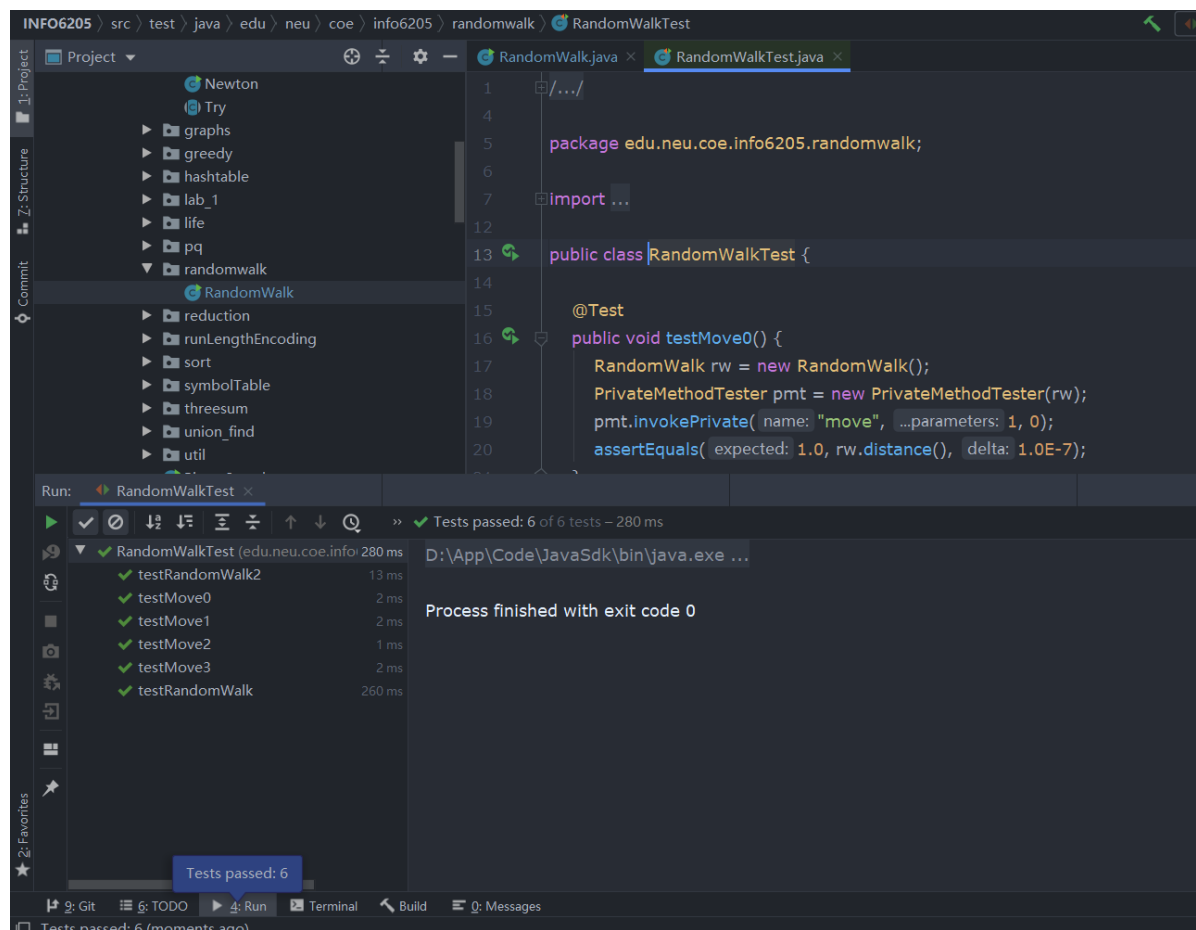 INFO6205 〉 src 〉 test 〉 java 〉 edu 〉 neu 〉 coe 〉 info6205 〉 randomwalk 〉 RandomWalkTest
1: Project
Z: Structure
Commit
2: Favorites
Project
Newton
Try
graphs
greedy
hashtable
lab_1
life
pq
randomwalk
RandomWalk
reduction
runLengthEncoding
sort
symbolTable
threesum
union_find
util
RandomWalk.java ×
RandomWalkTest.java ×
1 /.../
4
5 package edu.neu.coe.info6205.randomwalk;
6
7 import ...
12
13 public class RandomWalkTest {
14
15 @Test
16 public void testMove0() {
17 RandomWalk rw = new RandomWalk();
18 PrivateMethodTester pmt = new PrivateMethodTester(rw);
19 pmt.invokePrivate( name: "move", ...parameters: 1, 0);
20 assertEquals( expected: 1.0, rw.distance(), delta: 1.0E-7);
Run: RandomWalkTest ×
» Tests passed: 6 of 6 tests – 280 ms
RandomWalkTest (edu.neu.coe.info 280 ms
testRandomWalk2 13 ms
testMove0 2 ms
testMove1 2 ms
testMove2 1 ms
testMove3 2 ms
testRandomWalk 260 ms
D:\App\Code\JavaSdk\bin\java.exe ...
Process finished with exit code 0
Tests passed: 6
9: Git 6: TODO 4: Run Terminal Build 0: Messages
Tests passed: 6 (moments ago)